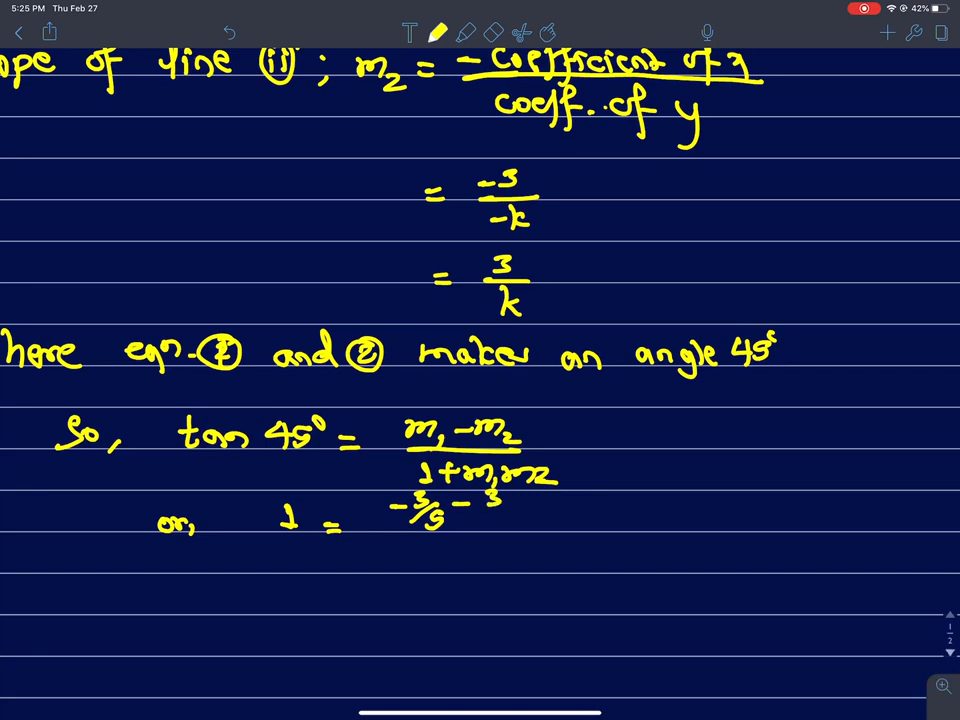 5:25 PM Thu Feb 27
42%
ope of line (ii) ; m₂ = - coefficient of x
coeff. of y
= -3/-k
= 3/k
here eqn. ① and ② makes an angle 45°
So, tan 45° = m₁ - m₂ / 1 + m₁m2
or, 1 = -3/5 - 3
1
2